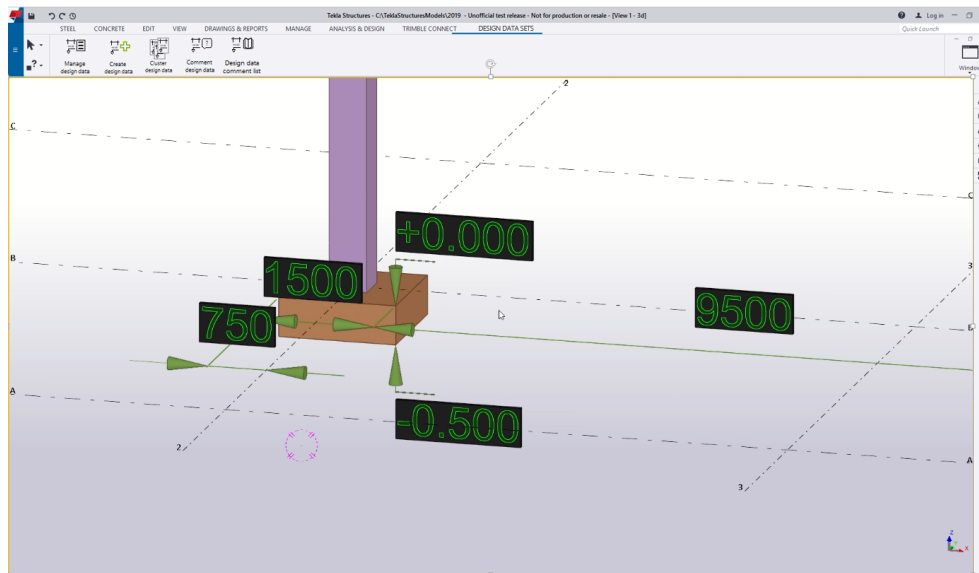 Tekla Structures - C:\TeklaStructuresModels\2019 - Unofficial test release - Not for production or resale - [View 1 - 3d]
Log in
STEEL CONCRETE EDIT VIEW DRAWINGS & REPORTS MANAGE ANALYSIS & DESIGN TRIMBLE CONNECT DESIGN DATA SETS
Quick Launch
Manage design data
Create design data
Cluster design data
Comment design data
Design data comment list
Window
2
C
C
+0.000
B
1500
3
9500
750
A
-0.500
2
A
3
z
x